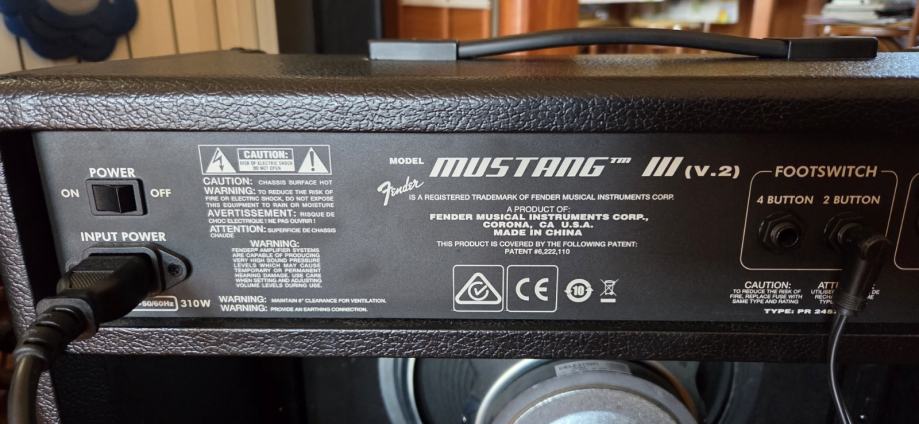 POWER
ON OFF
INPUT POWER
50/60Hz 310W
CAUTION:
RISK OF ELECTRIC SHOCK
DO NOT OPEN
CAUTION: CHASSIS SURFACE HOT
WARNING: TO REDUCE THE RISK OF
FIRE OR ELECTRIC SHOCK, DO NOT EXPOSE
THIS EQUIPMENT TO RAIN OR MOISTURE
AVERTISSEMENT: RISQUE DE
CHOC ELECTRIQUE ! NE PAS OUVRIR !
ATTENTION: SUPERFICIE DE CHASSIS
CHAUDE
WARNING:
FENDER® AMPLIFIER SYSTEMS
ARE CAPABLE OF PRODUCING
VERY HIGH SOUND PRESSURE
LEVELS WHICH MAY CAUSE
TEMPORARY OR PERMANENT
HEARING DAMAGE. USE CARE
WHEN SETTING AND ADJUSTING
VOLUME LEVELS DURING USE.
WARNING: MAINTAIN 6" CLEARANCE FOR VENTILATION.
WARNING: PROVIDE AN EARTHING CONNECTION.
MODEL MUSTANG™ III (V.2)
Fender IS A REGISTERED TRADEMARK OF FENDER MUSICAL INSTRUMENTS CORP.
A PRODUCT OF:
FENDER MUSICAL INSTRUMENTS CORP.,
CORONA, CA U.S.A.
MADE IN CHINA
THIS PRODUCT IS COVERED BY THE FOLLOWING PATENT:
PATENT #6,222,110
CE
10
FOOTSWITCH
4 BUTTON 2 BUTTON
CAUTION:
TO REDUCE THE RISK OF
FIRE, REPLACE FUSE WITH
SAME TYPE AND RATING
TYPE: PR